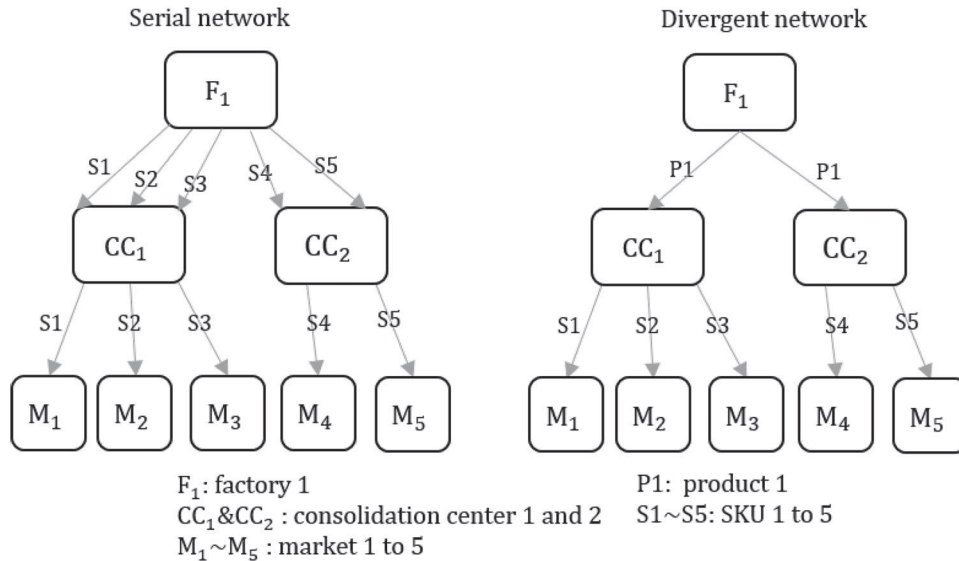 Serial network
F₁
S1 S2 S3 S4 S5
CC₁ CC₂
S1 S2 S3 S4 S5
M₁ M₂ M₃ M₄ M₅
F₁: factory 1
CC₁&CC₂ : consolidation center 1 and 2
M₁~M₅ : market 1 to 5
Divergent network
F₁
P1 P1
CC₁ CC₂
S1 S2 S3 S4 S5
M₁ M₂ M₃ M₄ M₅
P1: product 1
S1~S5: SKU 1 to 5